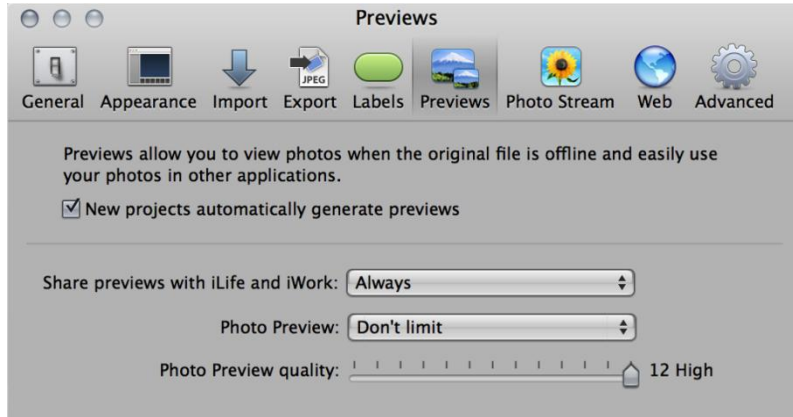 Previews
General Appearance Import Export Labels Previews Photo Stream Web Advanced
JPEG
Previews allow you to view photos when the original file is offline and easily use
your photos in other applications.
New projects automatically generate previews
Share previews with iLife and iWork: Always
Photo Preview: Don't limit
Photo Preview quality: 12 High